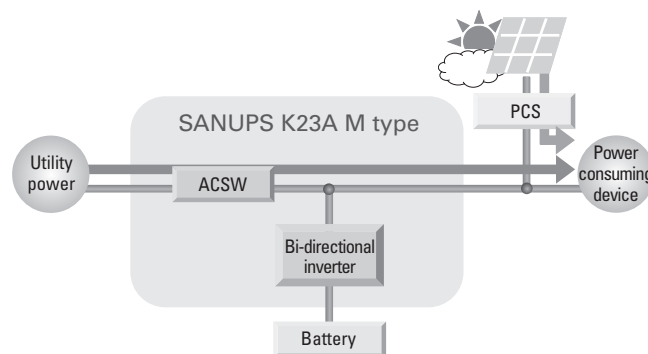 SANUPS K23A M type
PCS
Utility
power
ACSW
Power
consuming
device
Bi-directional
inverter
Battery